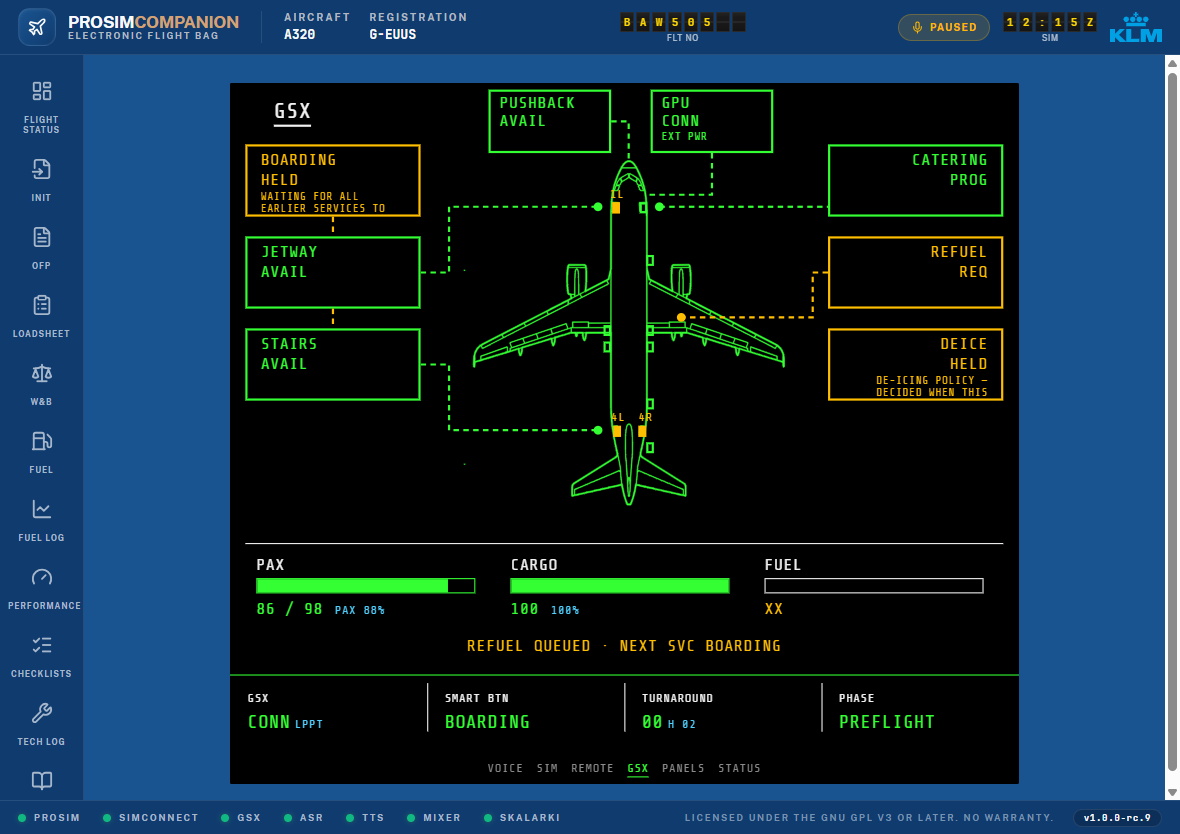 PROSIMCOMPANION
ELECTRONIC FLIGHT BAG
AIRCRAFT
A320
REGISTRATION
G-EUUS
BAW505
FLT NO
PAUSED
12:15Z
SIM
KLM
FLIGHT STATUS
INIT
OFP
LOADSHEET
W&B
FUEL
FUEL LOG
PERFORMANCE
CHECKLISTS
TECH LOG
GSX
PUSHBACK
AVAIL
GPU
CONN
EXT PWR
BOARDING
HELD
WAITING FOR ALL
EARLIER SERVICES TO
CATERING
PROG
JETWAY
AVAIL
REFUEL
REQ
STAIRS
AVAIL
DEICE
HELD
DE-ICING POLICY —
DECIDED WHEN THIS
1L
4L 4R
PAX
86 / 98 PAX 88%
CARGO
100 100%
FUEL
XX
REFUEL QUEUED · NEXT SVC BOARDING
GSX
CONN LPPT
SMART BTN
BOARDING
TURNAROUND
00 H 02
PHASE
PREFLIGHT
VOICE SIM REMOTE GSX PANELS STATUS
PROSIM SIMCONNECT GSX ASR TTS MIXER SKALARKI
LICENSED UNDER THE GNU GPL V3 OR LATER. NO WARRANTY.
v1.0.0-rc.9